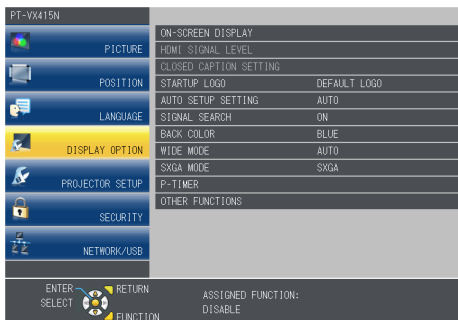 PT-VX415N
PICTURE
POSITION
LANGUAGE
DISPLAY OPTION
PROJECTOR SETUP
SECURITY
NETWORK/USB
ON-SCREEN DISPLAY
HDMI SIGNAL LEVEL
CLOSED CAPTION SETTING
STARTUP LOGO DEFAULT LOGO
AUTO SETUP SETTING AUTO
SIGNAL SEARCH ON
BACK COLOR BLUE
WIDE MODE AUTO
SXGA MODE SXGA
P-TIMER
OTHER FUNCTIONS
ENTER RETURN
SELECT
FUNCTION
ASSIGNED FUNCTION:
DISABLE